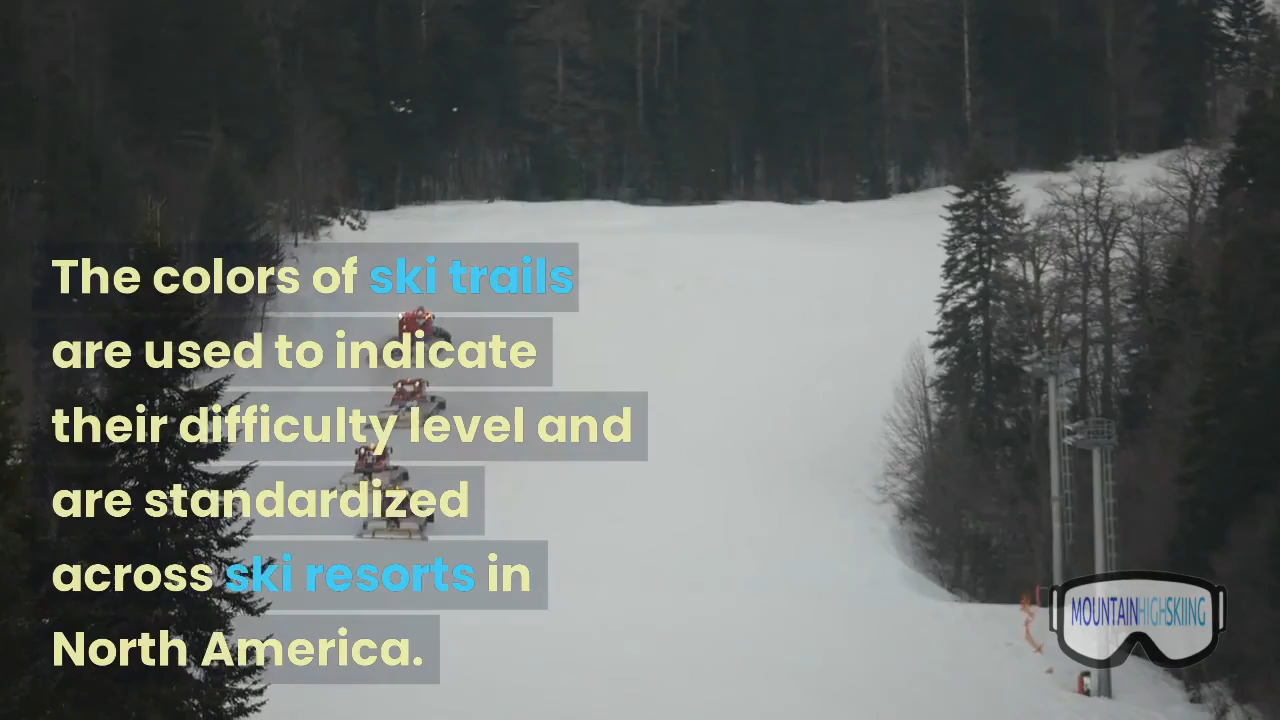 The colors of ski trails
are used to indicate
their difficulty level and
are standardized
across ski resorts in
North America.
MOUNTAINHIGHSKIING